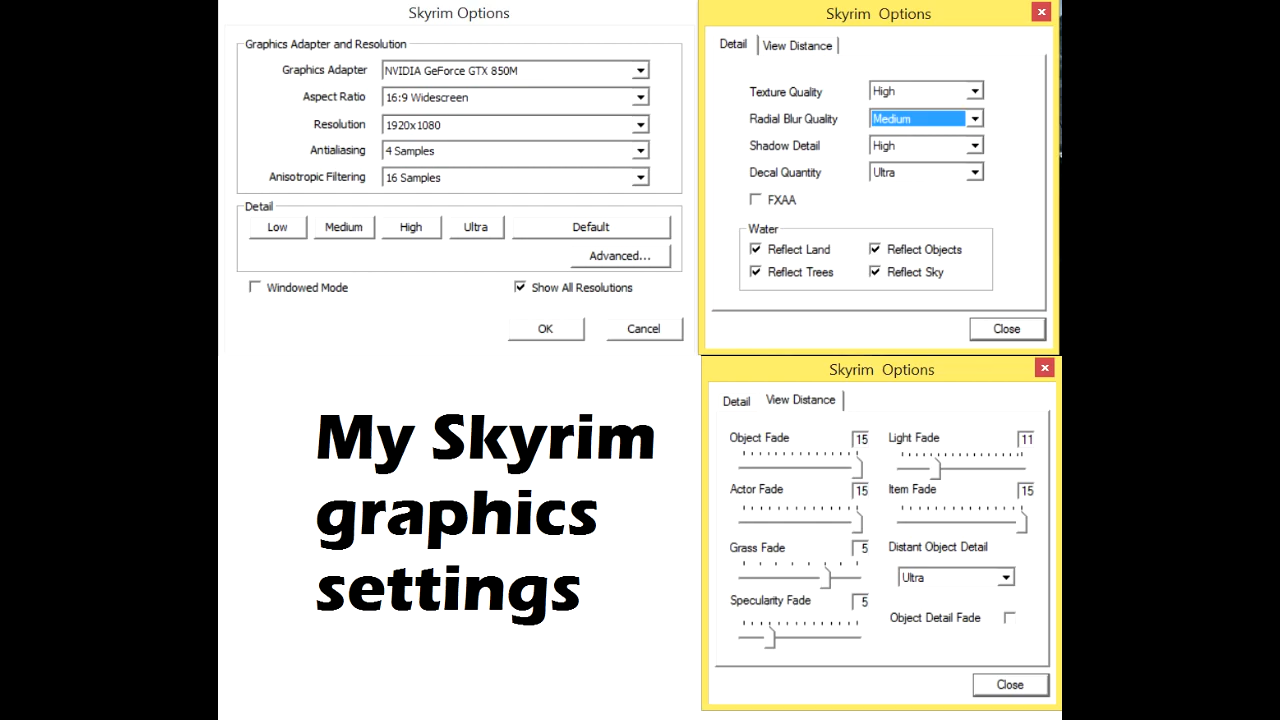 Skyrim Options
Graphics Adapter and Resolution
Graphics Adapter NVIDIA GeForce GTX 850M
Aspect Ratio 16:9 Widescreen
Resolution 1920x1080
Antialiasing 4 Samples
Anisotropic Filtering 16 Samples
Detail
Low Medium High Ultra Default
Advanced...
Windowed Mode Show All Resolutions
OK Cancel
Skyrim Options
Detail View Distance
Texture Quality High
Radial Blur Quality Medium
Shadow Detail High
Decal Quantity Ultra
FXAA
Water
Reflect Land Reflect Objects
Reflect Trees Reflect Sky
Close
My Skyrim
graphics
settings
Skyrim Options
Detail View Distance
Object Fade 15 Light Fade 11
Actor Fade 15 Item Fade 15
Grass Fade 5 Distant Object Detail
Ultra
Specularity Fade 5
Object Detail Fade
Close